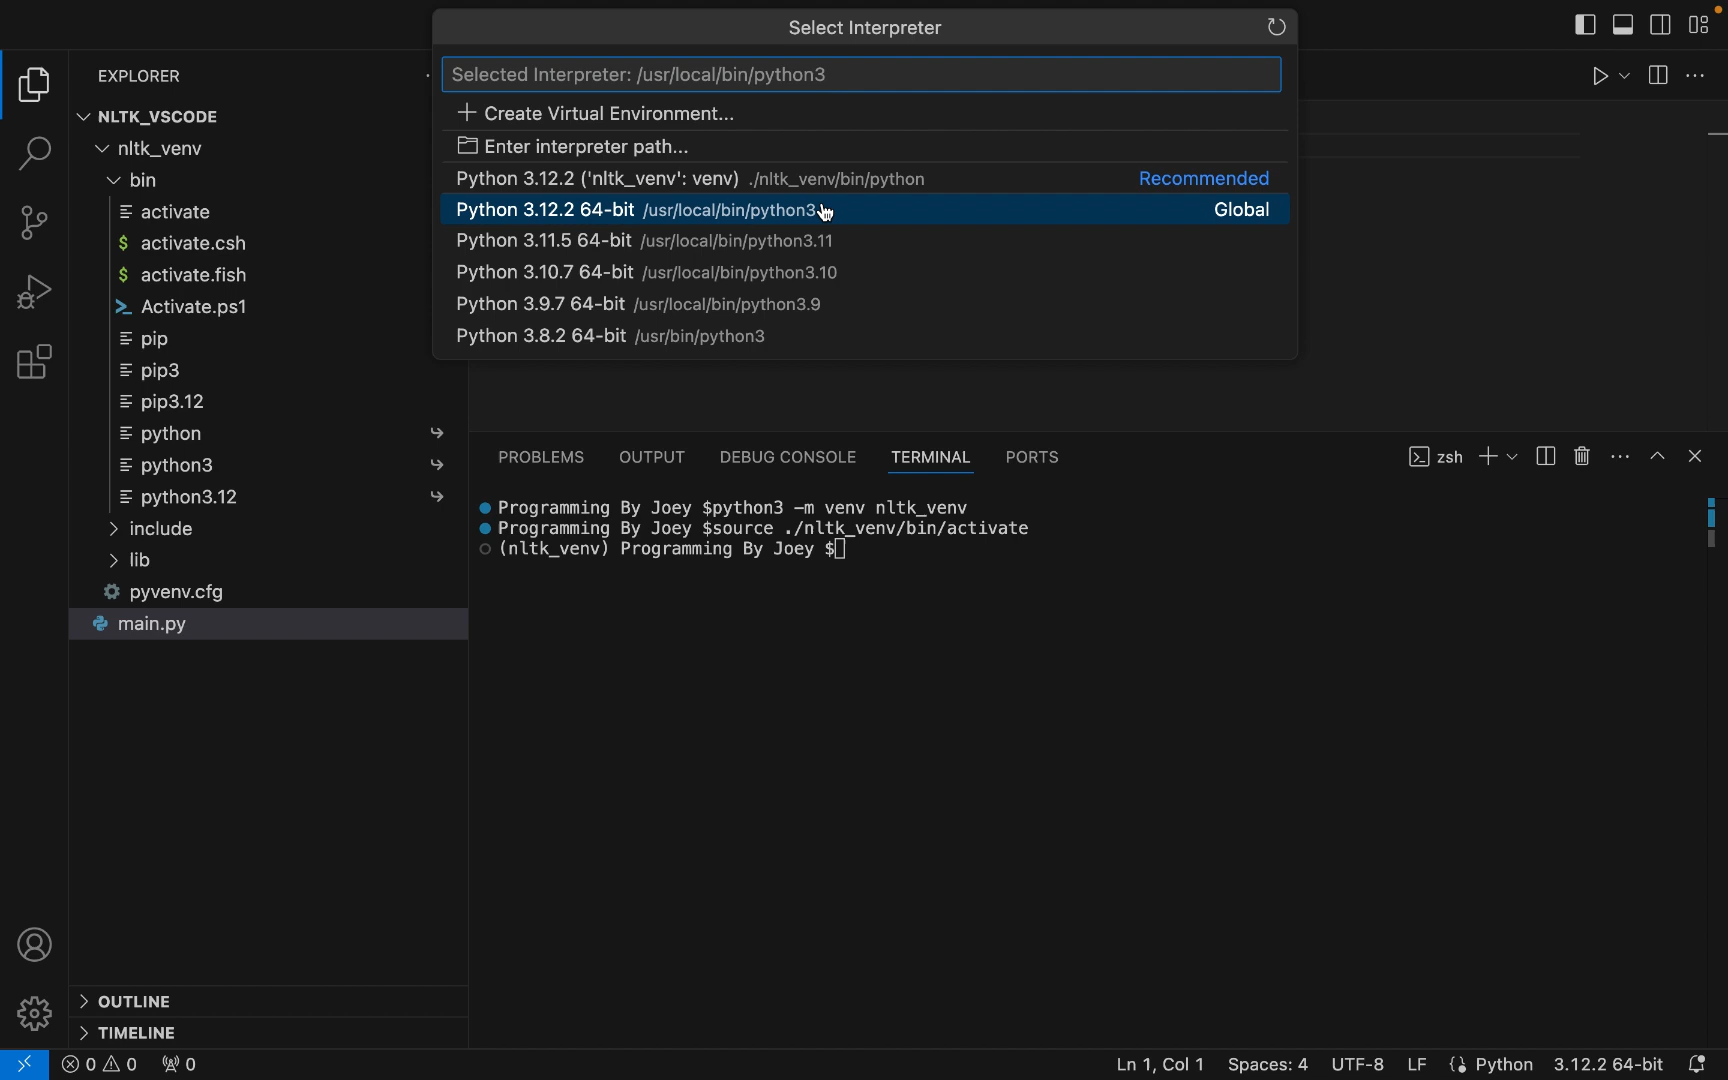 Select Interpreter
Selected Interpreter: /usr/local/bin/python3
Create Virtual Environment...
Enter interpreter path...
Python 3.12.2 ('nltk_venv': venv) ./nltk_venv/bin/python Recommended
Python 3.12.2 64-bit /usr/local/bin/python3 Global
Python 3.11.5 64-bit /usr/local/bin/python3.11
Python 3.10.7 64-bit /usr/local/bin/python3.10
Python 3.9.7 64-bit /usr/local/bin/python3.9
Python 3.8.2 64-bit /usr/bin/python3
EXPLORER
NLTK_VSCODE
nltk_venv
bin
activate
$ activate.csh
$ activate.fish
Activate.ps1
pip
pip3
pip3.12
python
python3
python3.12
include
lib
pyvenv.cfg
main.py
OUTLINE
TIMELINE
PROBLEMS OUTPUT DEBUG CONSOLE TERMINAL PORTS
zsh
Programming By Joey $python3 -m venv nltk_venv
Programming By Joey $source ./nltk_venv/bin/activate
(nltk_venv) Programming By Joey $
0 0 0
Ln 1, Col 1 Spaces: 4 UTF-8 LF Python 3.12.2 64-bit